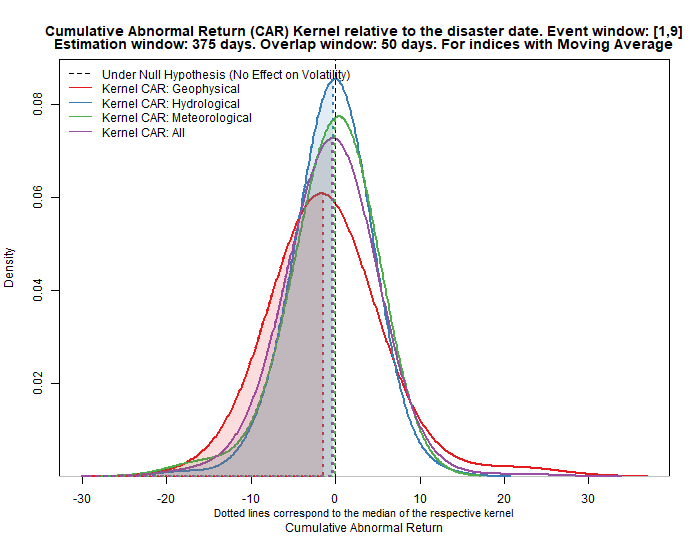 Cumulative Abnormal Return (CAR) Kernel relative to the disaster date. Event window: [1,9]
Estimation window: 375 days. Overlap window: 50 days. For indices with Moving Average
Under Null Hypothesis (No Effect on Volatility)
Kernel CAR: Geophysical
Kernel CAR: Hydrological
Kernel CAR: Meteorological
Kernel CAR: All
Density
0.08
0.06
0.04
0.02
-30 -20 -10 0 10 20 30
Dotted lines correspond to the median of the respective kernel
Cumulative Abnormal Return